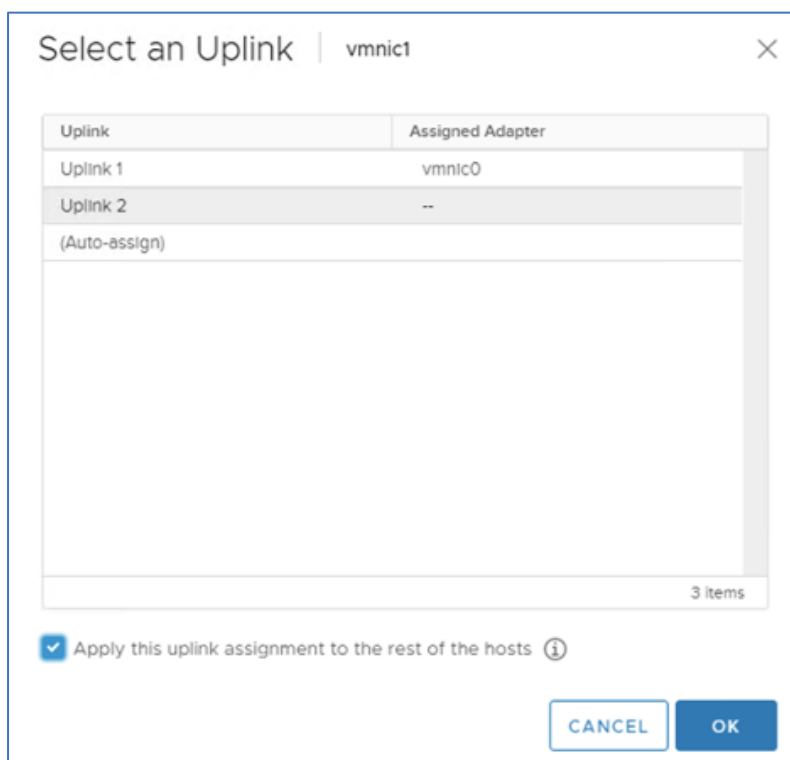 Select an Uplink | vmnic1
Uplink Assigned Adapter
Uplink 1 vmnic0
Uplink 2 --
(Auto-assign)
3 items
Apply this uplink assignment to the rest of the hosts
CANCEL OK